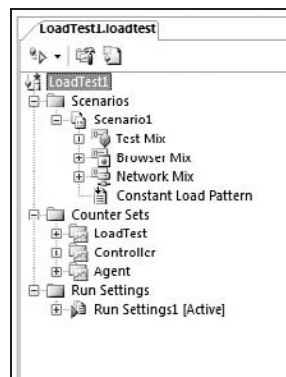 LoadTest1.loadtest
LoadTest1
Scenarios
Scenario1
Test Mix
Browser Mix
Network Mix
Constant Load Pattern
Counter Sets
LoadTest
Controller
Agent
Run Settings
Run Settings1 [Active]